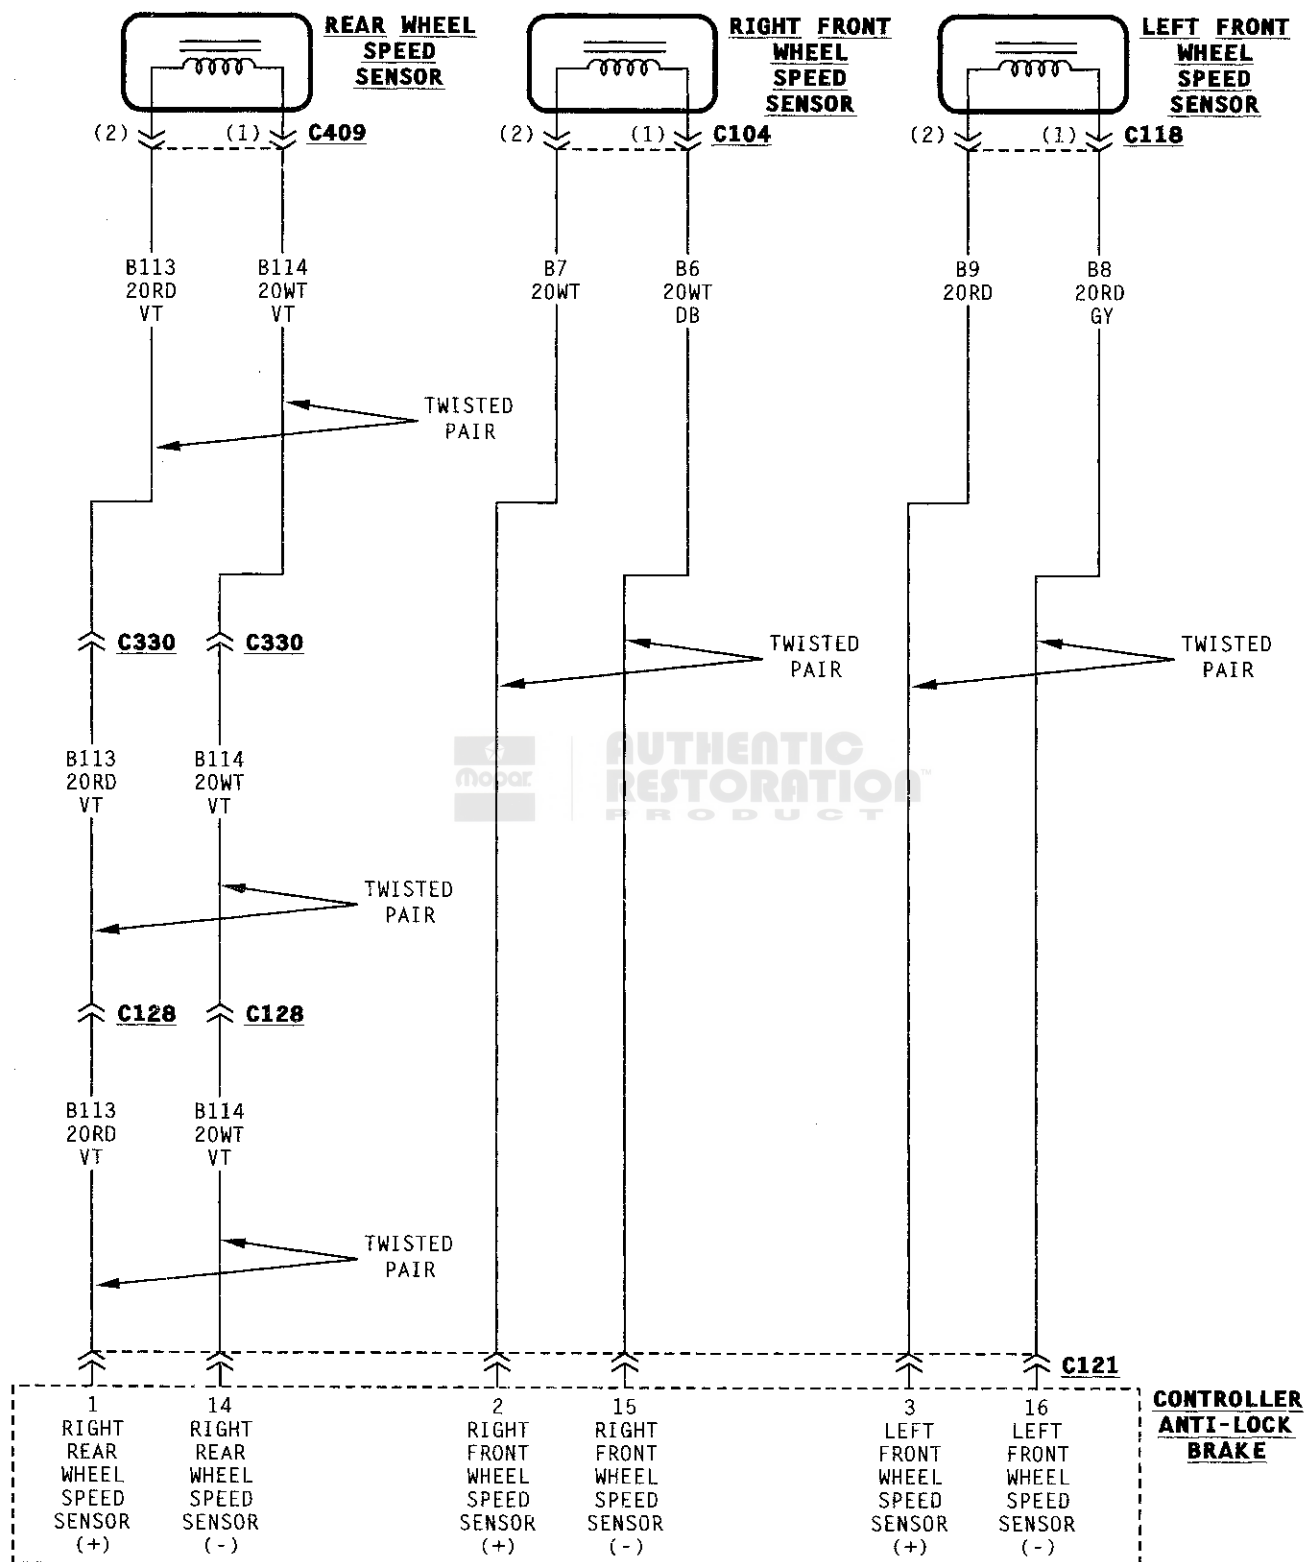 REAR WHEEL
SPEED
SENSOR
RIGHT FRONT
WHEEL
SPEED
SENSOR
LEFT FRONT
WHEEL
SPEED
SENSOR
(2) (1) C409
(2) (1) C104
(2) (1) C118
B113
20RD
VT
B114
20WT
VT
B7
20WT
B6
20WT
DB
B9
20RD
B8
20RD
GY
TWISTED
PAIR
C330
C330
TWISTED
PAIR
TWISTED
PAIR
Mopar
AUTHENTIC
RESTORATION™
PRODUCT
B113
20RD
VT
B114
20WT
VT
TWISTED
PAIR
C128
C128
B113
20RD
VT
B114
20WT
VT
TWISTED
PAIR
C121
CONTROLLER
ANTI-LOCK
BRAKE
1
RIGHT
REAR
WHEEL
SPEED
SENSOR
(+)
14
RIGHT
REAR
WHEEL
SPEED
SENSOR
(-)
2
RIGHT
FRONT
WHEEL
SPEED
SENSOR
(+)
15
RIGHT
FRONT
WHEEL
SPEED
SENSOR
(-)
3
LEFT
FRONT
WHEEL
SPEED
SENSOR
(+)
16
LEFT
FRONT
WHEEL
SPEED
SENSOR
(-)